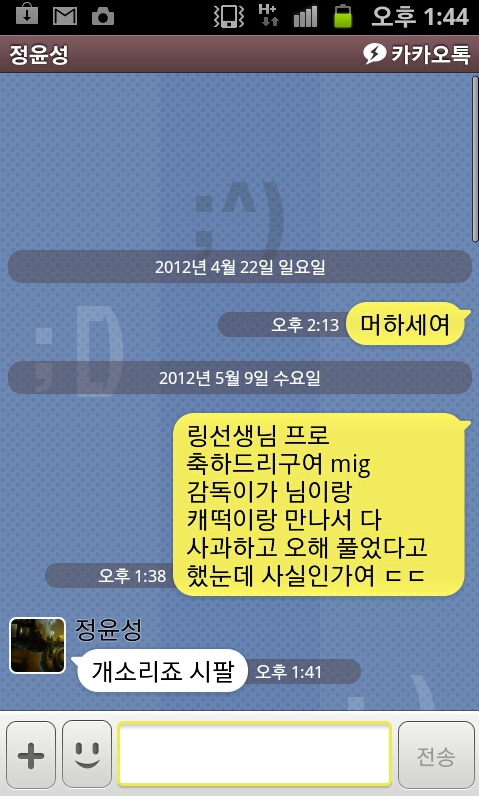 오후 1:44
정윤성
카카오톡
;^)
2012년 4월 22일 일요일
오후 2:13
머하세여
;D
2012년 5월 9일 수요일
링선생님 프로
축하드리구여 mig
감독이가 님이랑
캐떡이랑 만나서 다
사과하고 오해 풀었다고
했눈데 사실인가여 ㄷㄷ
오후 1:38
정윤성
개소리죠 시팔
오후 1:41
전송